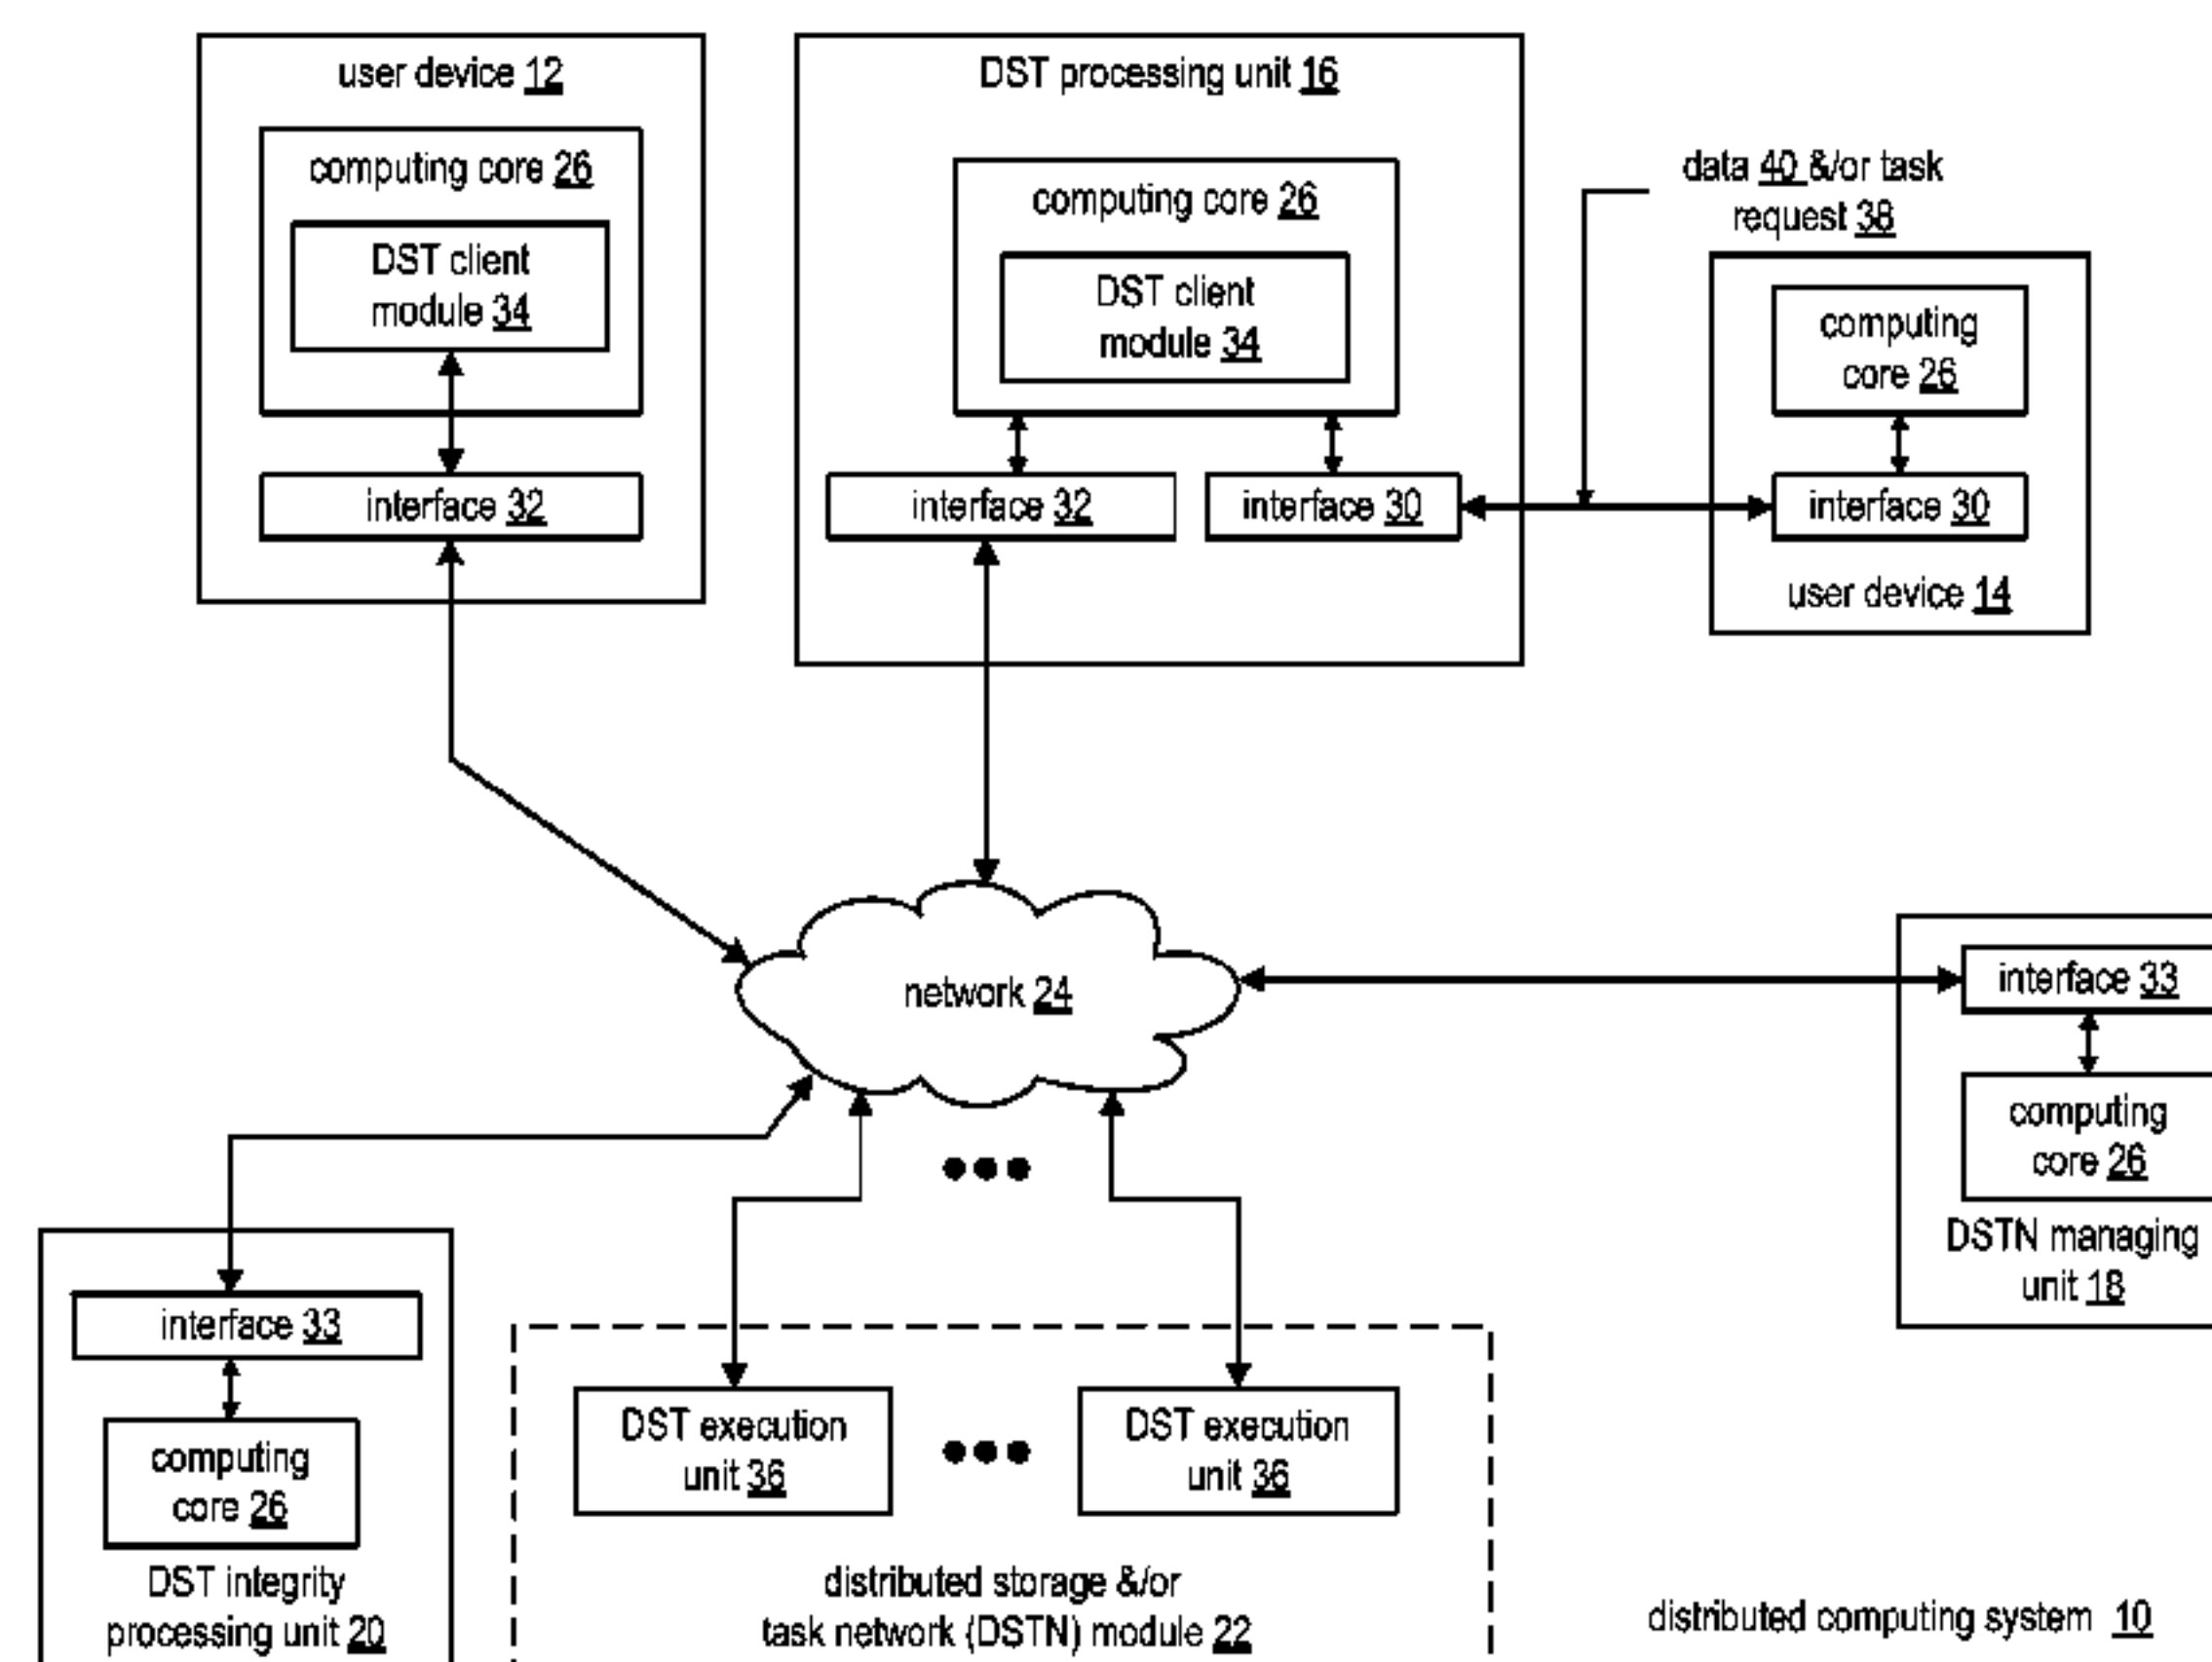 user device 12
computing core 26
DST client
module 34
interface 32
DST processing unit 16
computing core 26
DST client
module 34
interface 32
interface 30
data 40 &/or task
request 38
computing
core 26
interface 30
user device 14
network 24
interface 33
computing
core 26
DSTN managing
unit 18
interface 33
computing
core 26
DST integrity
processing unit 20
DST execution
unit 36
DST execution
unit 36
distributed storage &/or
task network (DSTN) module 22
distributed computing system 10